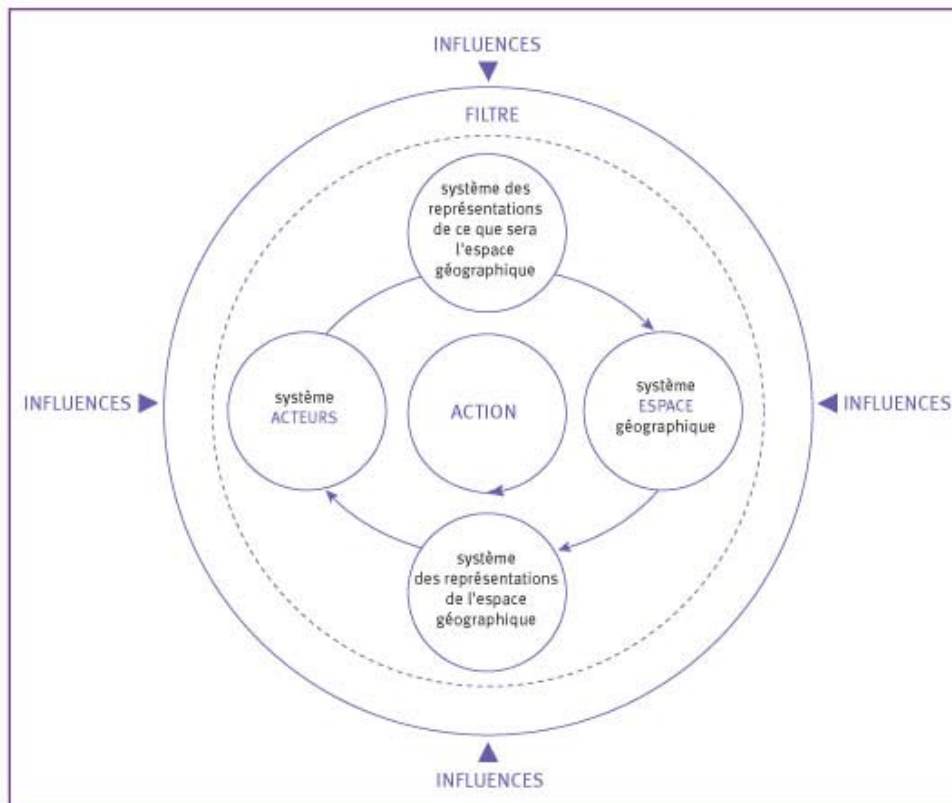 INFLUENCES
FILTRE
système des
représentations
de ce que sera
l'espace
géographique
INFLUENCES
système
ACTEURS
ACTION
système
ESPACE
géographique
INFLUENCES
système
des représentations
de l'espace
géographique
INFLUENCES